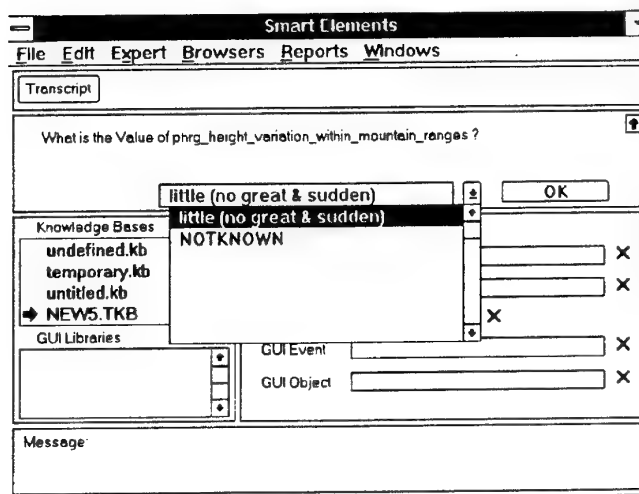 Smart Elements
File Edit Expert Browsers Reports Windows
Transcript
What is the Value of phrg_height_variation_within_mountain_ranges ?
little (no great & sudden)
OK
little (no great & sudden)
NOTKNOWN
Knowledge Bases
undefined.kb
temporary.kb
untitled.kb
NEW5.TKB
GUI Libraries
GUI Event
GUI Object
Message: